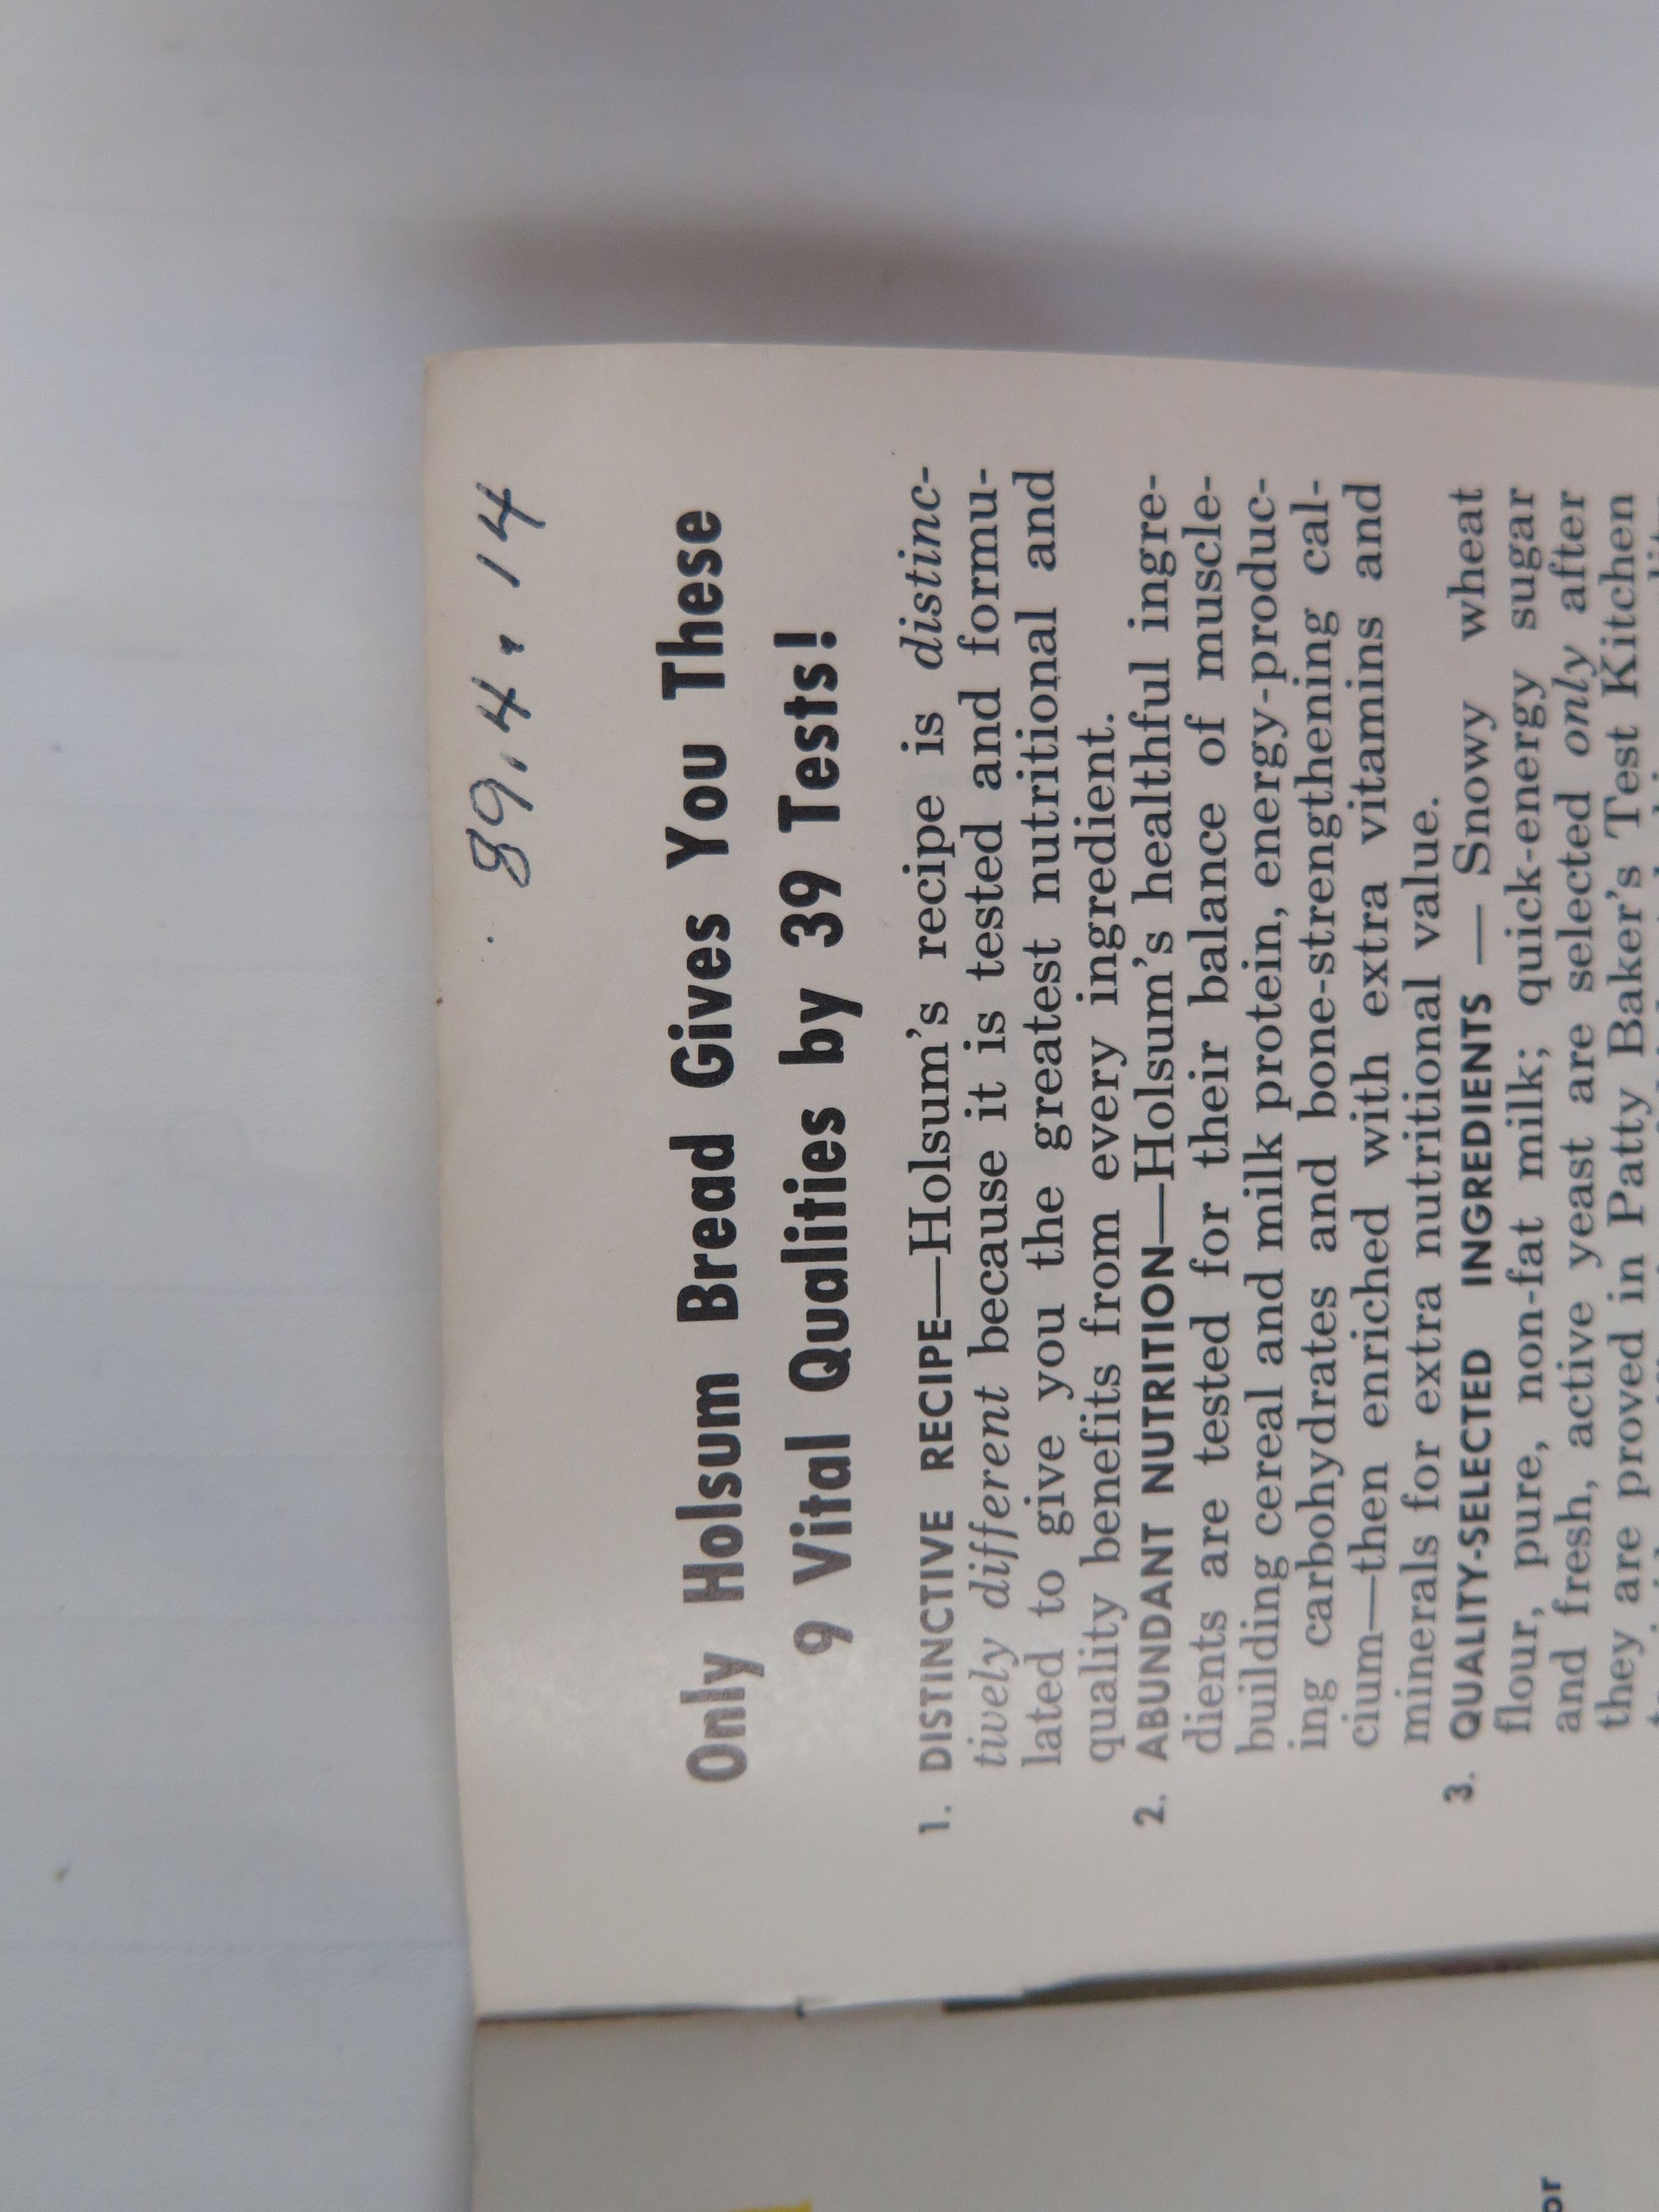 89.4.14
Only Holsum Bread Gives You These
9 Vital Qualities by 39 Tests!
1. DISTINCTIVE RECIPE—Holsum's recipe is distinc-
tively different because it is tested and formu-
lated to give you the greatest nutritional and
quality benefits from every ingredient.
2. ABUNDANT NUTRITION—Holsum's healthful ingre-
dients are tested for their balance of muscle-
building cereal and milk protein, energy-produc-
ing carbohydrates and bone-strengthening cal-
cium—then enriched with extra vitamins and
minerals for extra nutritional value.
3. QUALITY-SELECTED INGREDIENTS — Snowy wheat
flour, pure, non-fat milk; quick-energy sugar
and fresh, active yeast are selected only after
they are proved in Patty Baker's Test Kitchen
or